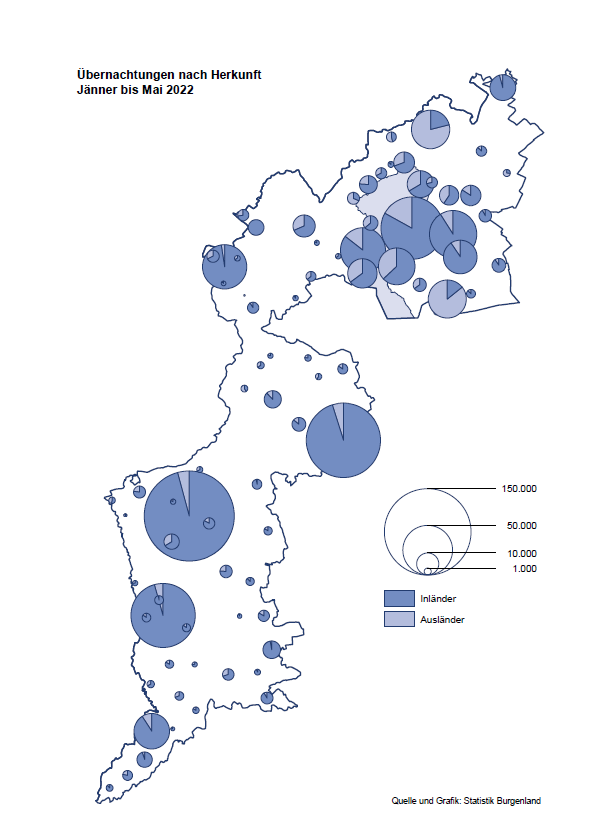 Übernachtungen nach Herkunft
Jänner bis Mai 2022
150.000
50.000
10.000
1.000
Inländer
Ausländer
Quelle und Grafik: Statistik Burgenland